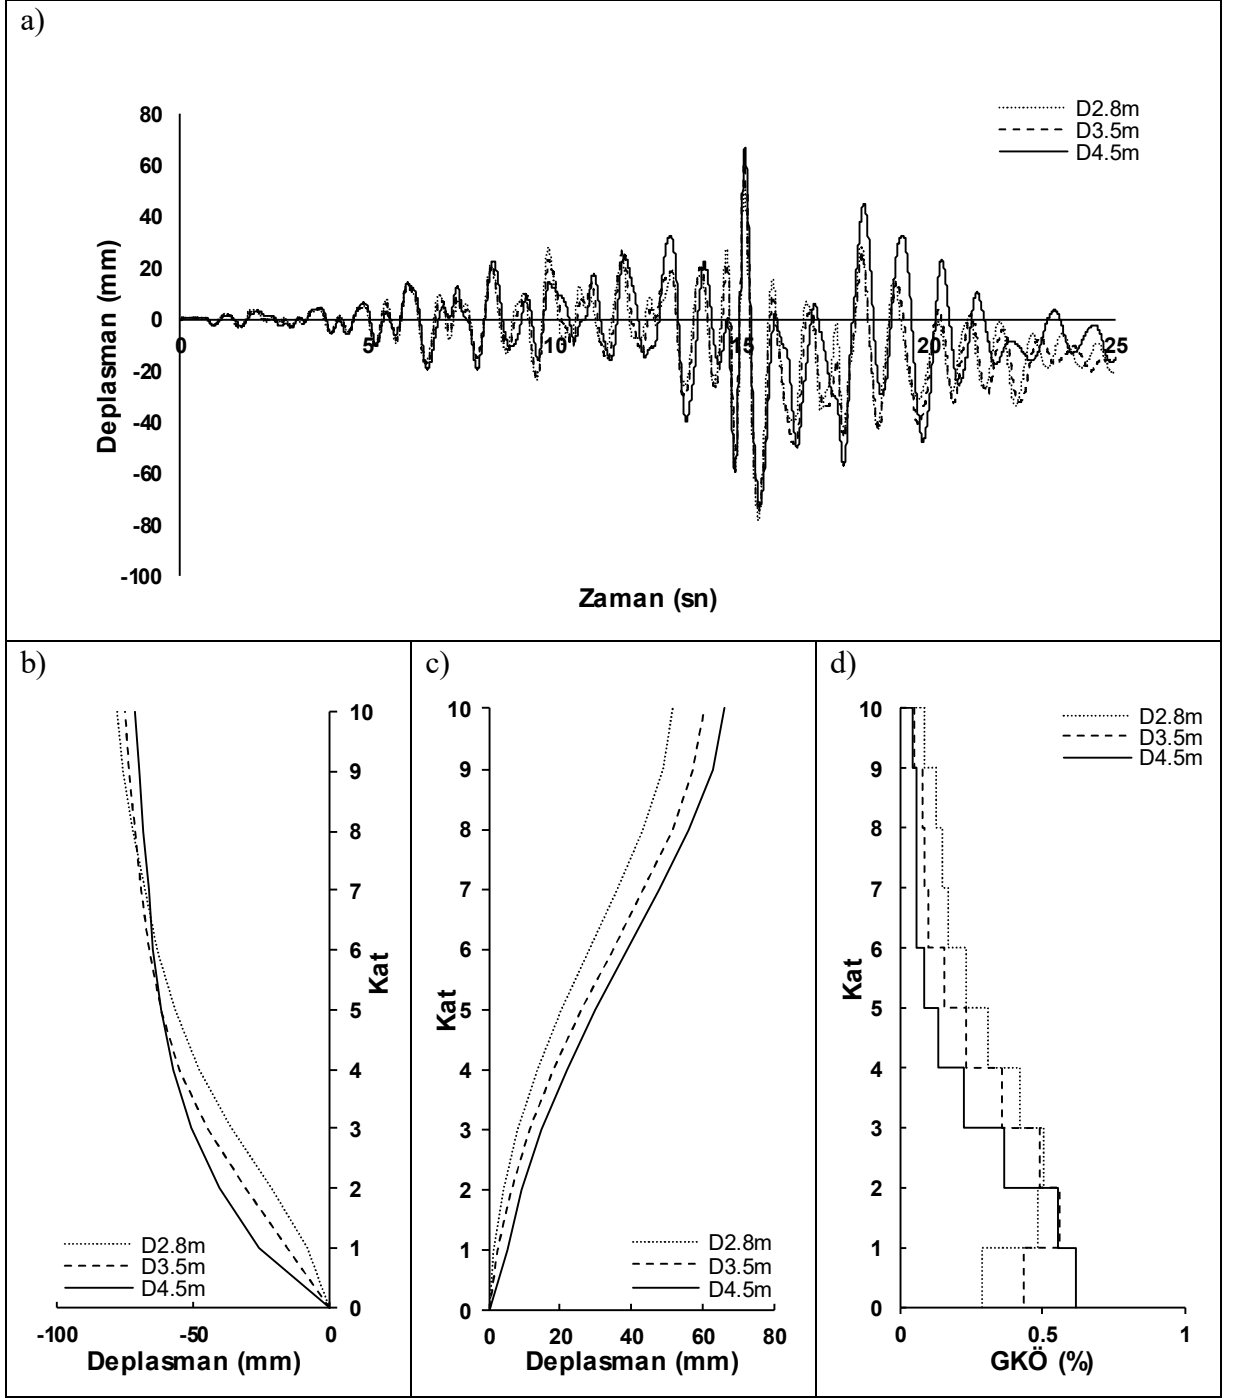 a)
D2.8m
D3.5m
D4.5m
80
60
40
20
0
-20
-40
-60
-80
-100
0 5 10 15 20 25
Deplasman (mm)
Zaman (sn)
b)
10
9
8
7
6
5
4
3
2
1
0
Kat
D2.8m
D3.5m
D4.5m
-100 -50 0
Deplasman (mm)
c)
10
9
8
7
6
5
4
3
2
1
0
Kat
D2.8m
D3.5m
D4.5m
0 20 40 60 80
Deplasman (mm)
d)
10
9
8
7
6
5
4
3
2
1
0
Kat
D2.8m
D3.5m
D4.5m
0 0.5 1
GKÖ (%)